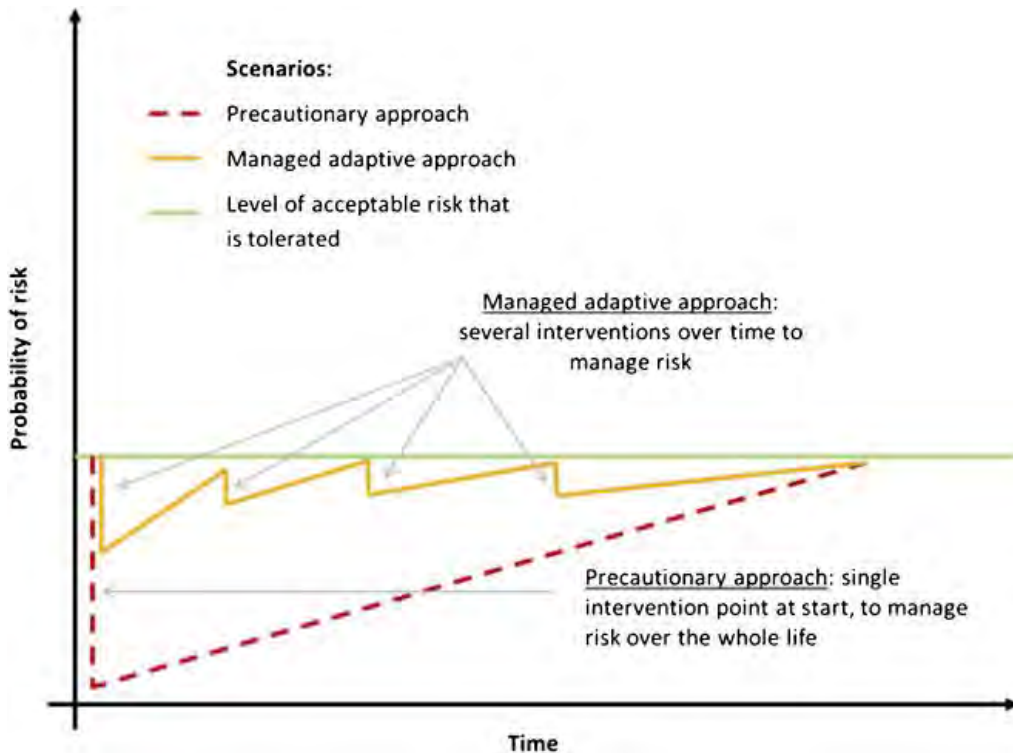 Scenarios:
Precautionary approach
Managed adaptive approach
Level of acceptable risk that
is tolerated
Probability of risk
Managed adaptive approach:
several interventions over time to
manage risk
Precautionary approach: single
intervention point at start, to manage
risk over the whole life
Time